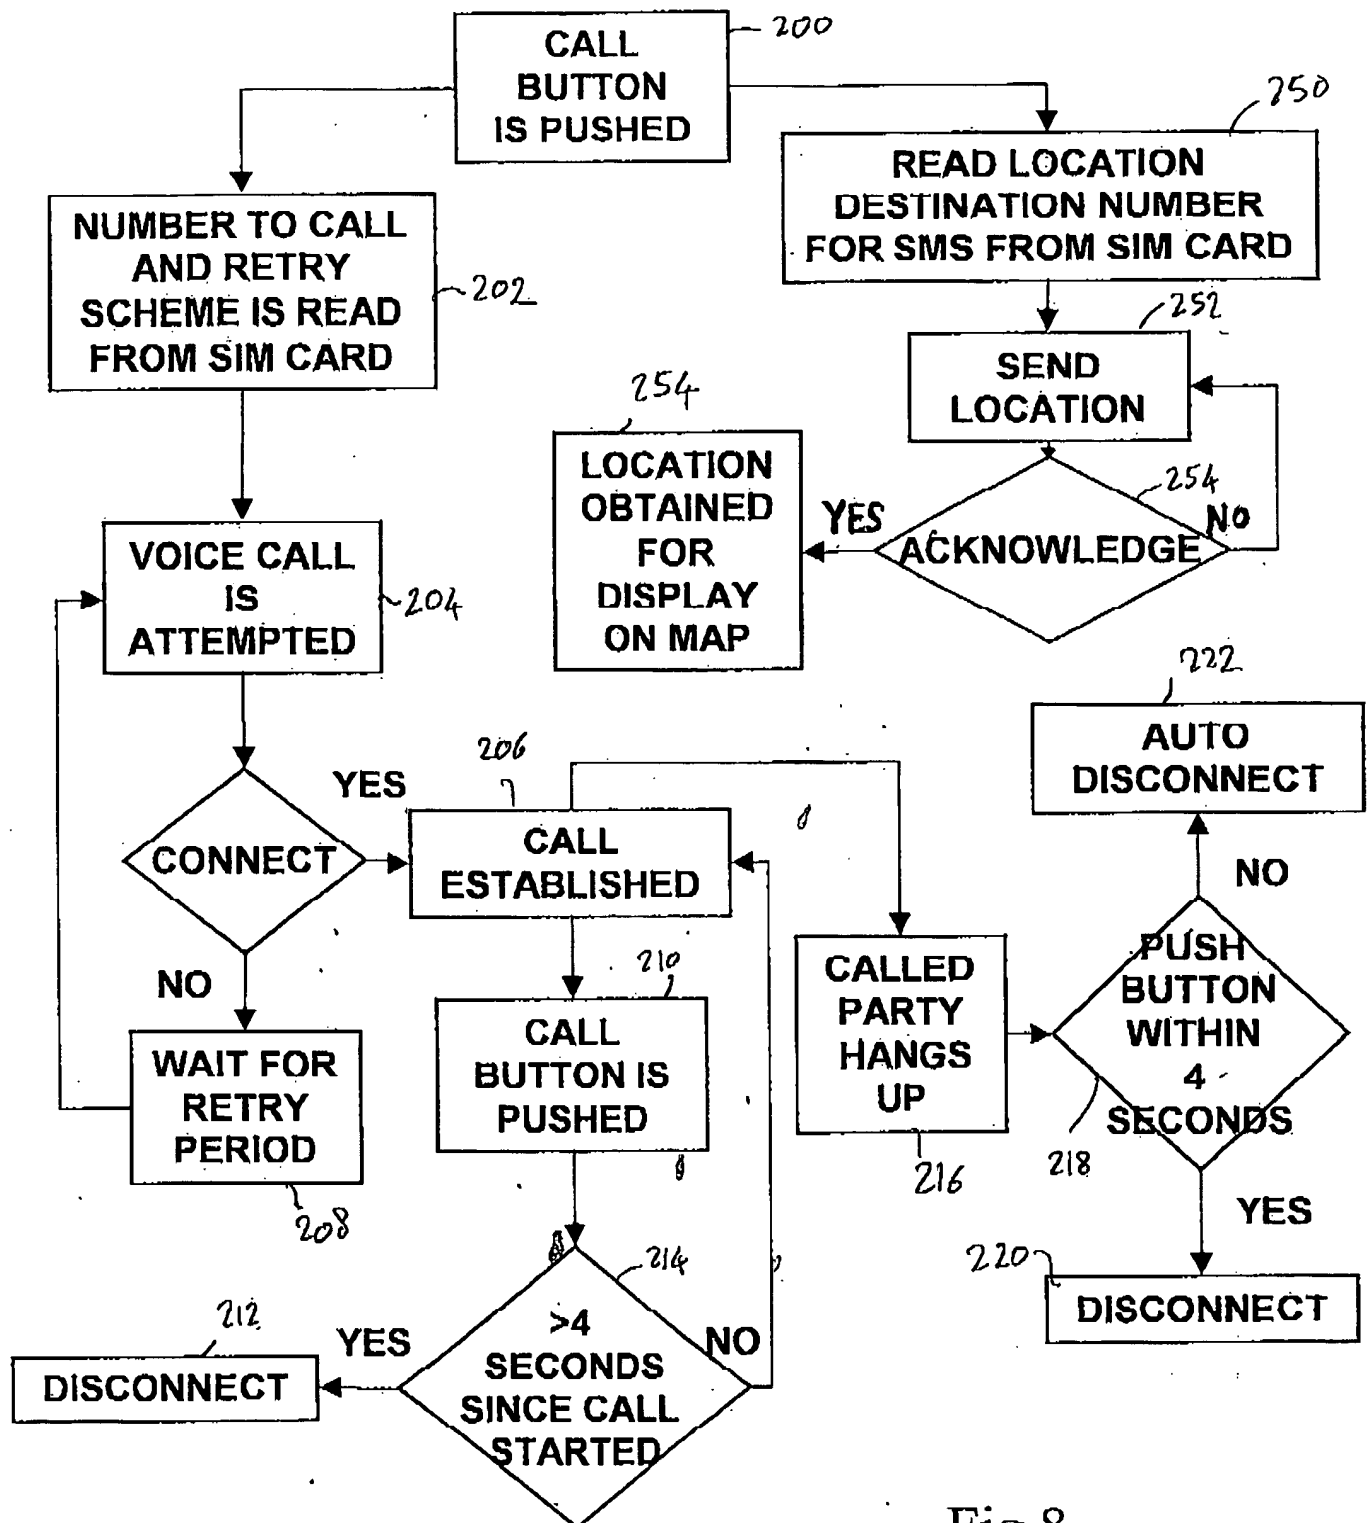 CALL
BUTTON
IS PUSHED
200
250
READ LOCATION
DESTINATION NUMBER
FOR SMS FROM SIM CARD
NUMBER TO CALL
AND RETRY
SCHEME IS READ
FROM SIM CARD
202
252
SEND
LOCATION
254
LOCATION
OBTAINED
FOR
DISPLAY
ON MAP
YES
254
NO
ACKNOWLEDGE
VOICE CALL
IS
ATTEMPTED
204
222
AUTO
DISCONNECT
206
YES
CONNECT
CALL
ESTABLISHED
NO
NO
210
CALL
BUTTON IS
PUSHED
CALLED
PARTY
HANGS
UP
216
PUSH
BUTTON
WITHIN
4
SECONDS
218
WAIT FOR
RETRY
PERIOD
208
YES
220
DISCONNECT
214
>4
SECONDS
SINCE CALL
STARTED
YES
NO
212
DISCONNECT
Fig 8